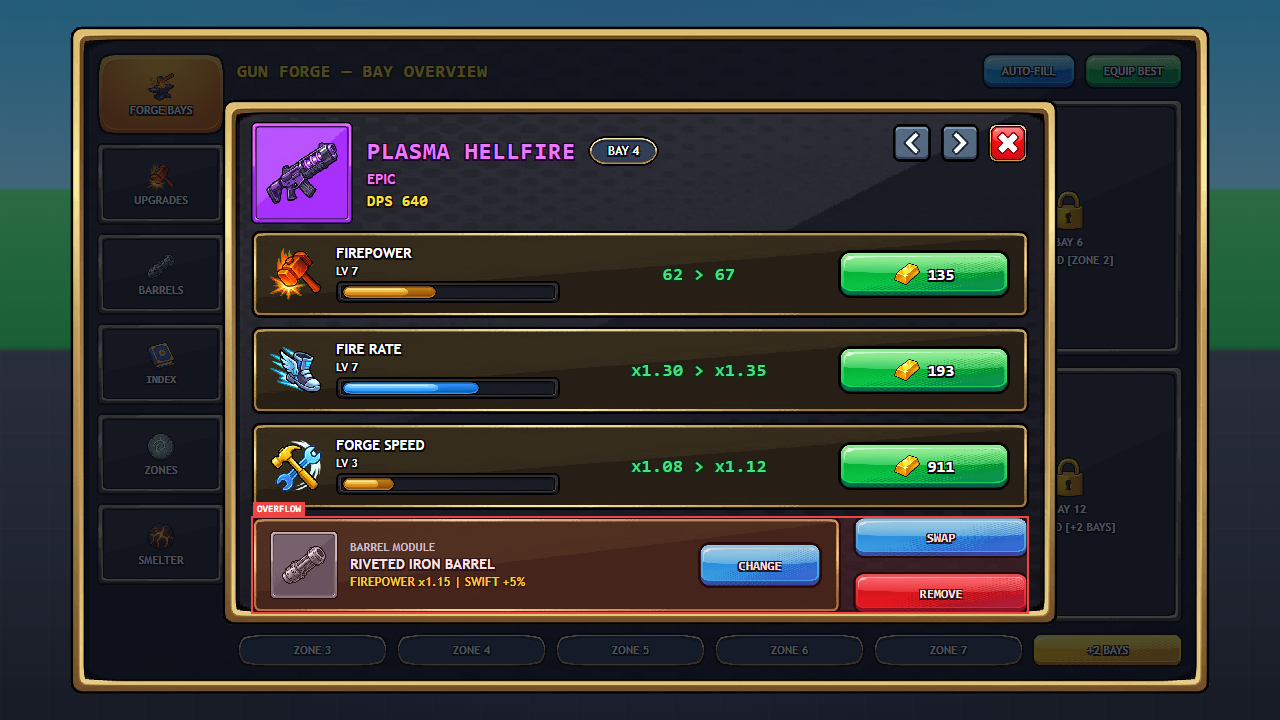 GUN FORGE — BAY OVERVIEW
AUTO-FILL
EQUIP BEST
FORGE BAYS
UPGRADES
BARRELS
INDEX
ZONES
SMELTER
PLASMA HELLFIRE
BAY 4
EPIC
DPS 640
FIREPOWER
LV 7
62 > 67
135
FIRE RATE
LV 7
x1.30 > x1.35
193
FORGE SPEED
LV 3
x1.08 > x1.12
911
OVERFLOW
BARREL MODULE
RIVETED IRON BARREL
FIREPOWER x1.15 | SWIFT +5%
CHANGE
SWAP
REMOVE
BAY 6
D [ZONE 2]
AY 12
D [+2 BAYS]
ZONE 3
ZONE 4
ZONE 5
ZONE 6
ZONE 7
+2 BAYS